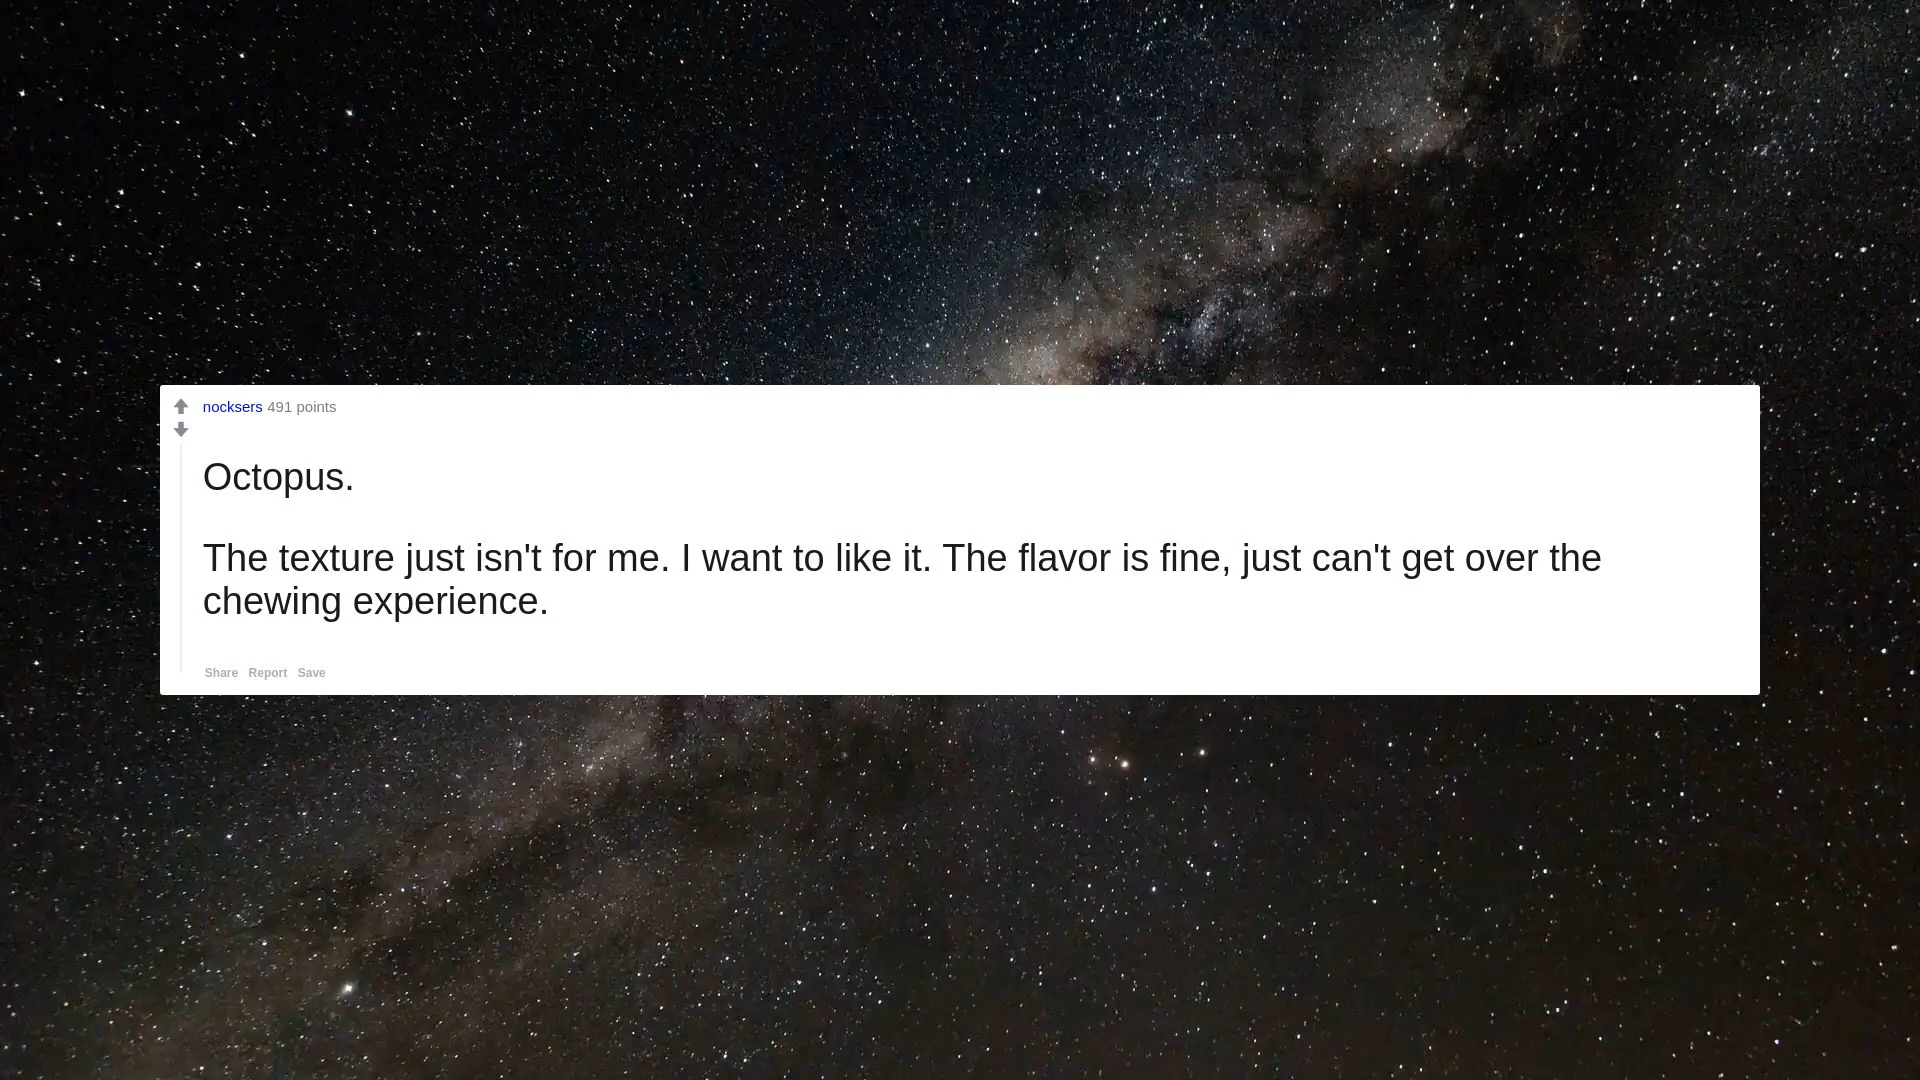 nocksers 491 points
Octopus.
The texture just isn't for me. I want to like it. The flavor is fine, just can't get over the
chewing experience.
Share Report Save